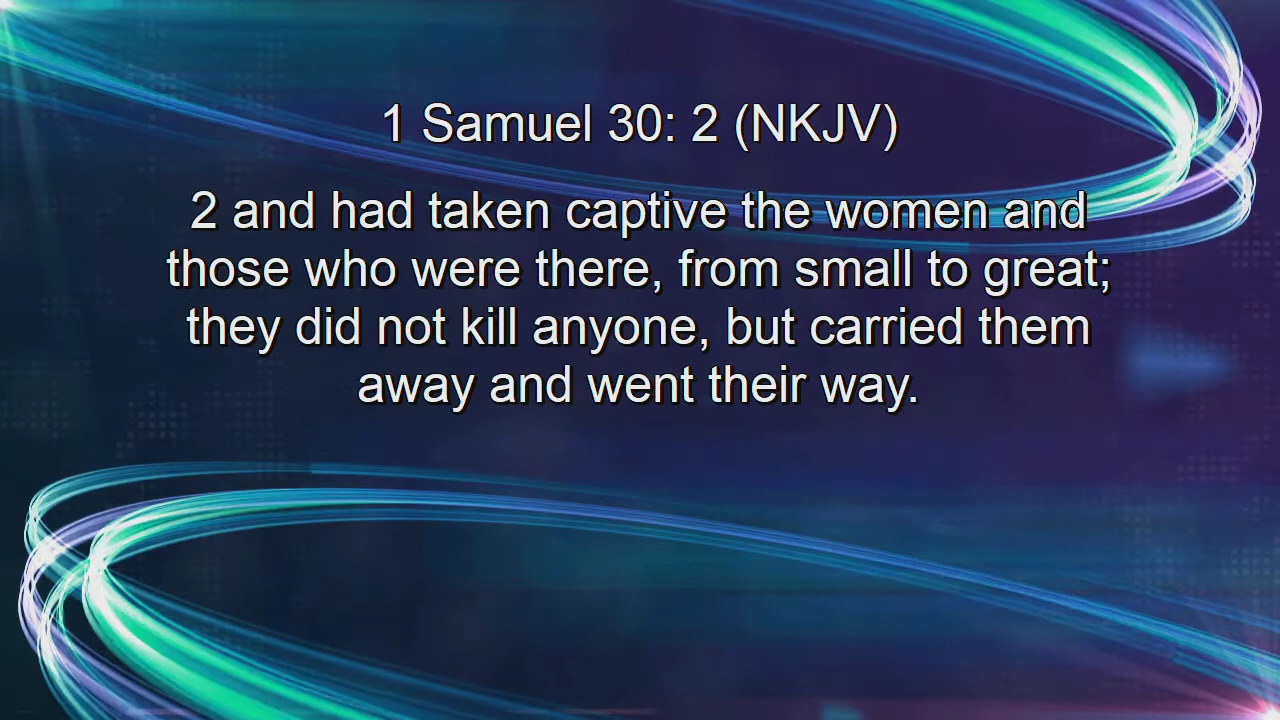 1 Samuel 30: 2 (NKJV)
2 and had taken captive the women and
those who were there, from small to great;
they did not kill anyone, but carried them
away and went their way.